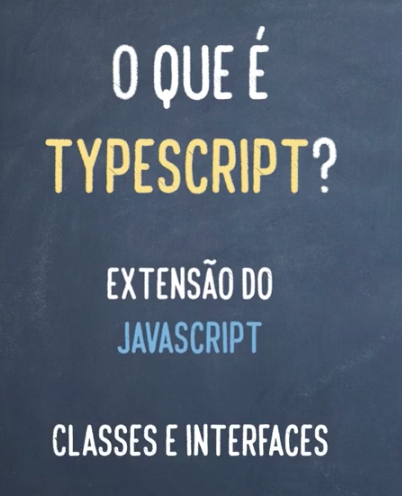 O QUE É
TYPESCRIPT?
EXTENSÃO DO
JAVASCRIPT
CLASSES E INTERFACES